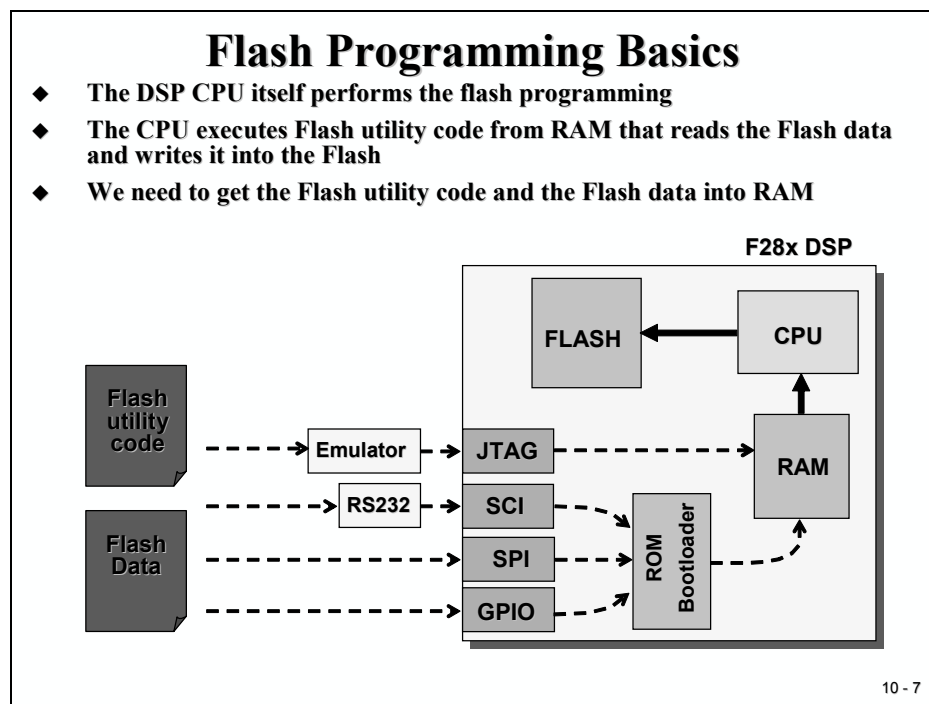 Flash Programming Basics
◆ The DSP CPU itself performs the flash programming
◆ The CPU executes Flash utility code from RAM that reads the Flash data
and writes it into the Flash
◆ We need to get the Flash utility code and the Flash data into RAM
F28x DSP
FLASH
CPU
Flash
utility
code
Emulator
JTAG
RAM
RS232
SCI
ROM
Bootloader
Flash
Data
SPI
GPIO
10 - 7